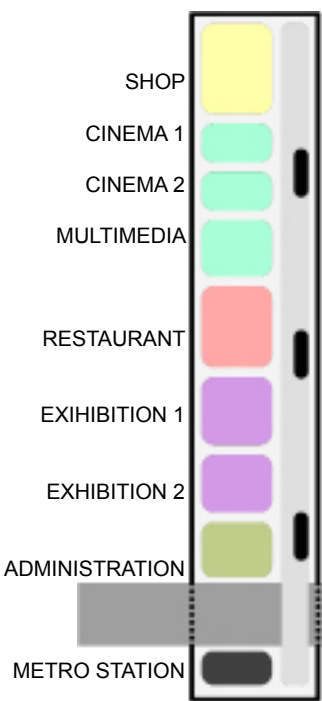 SHOP
CINEMA 1
CINEMA 2
MULTIMEDIA
RESTAURANT
EXIHIBITION 1
EXHIBITION 2
ADMINISTRATION
METRO STATION